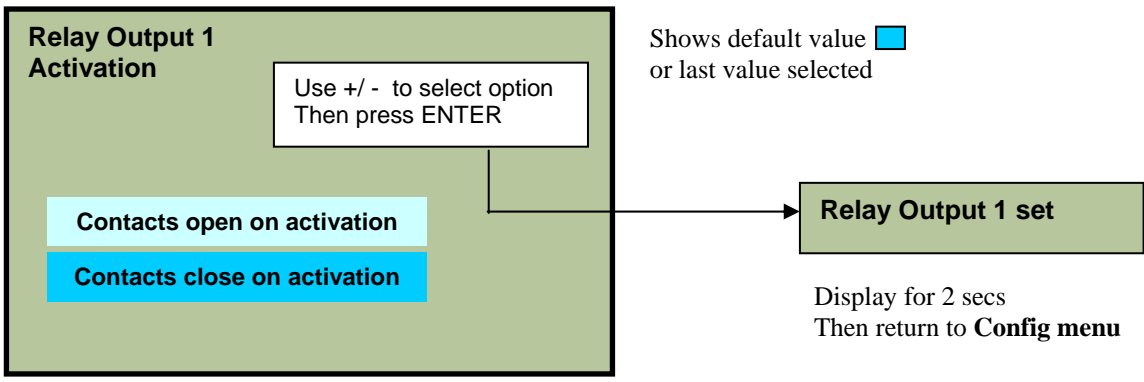 Relay Output 1
Activation
Use +/ -  to select option
Then press ENTER
Contacts open on activation
Contacts close on activation
Shows default value
or last value selected
Relay Output 1 set
Display for 2 secs
Then return to Config menu